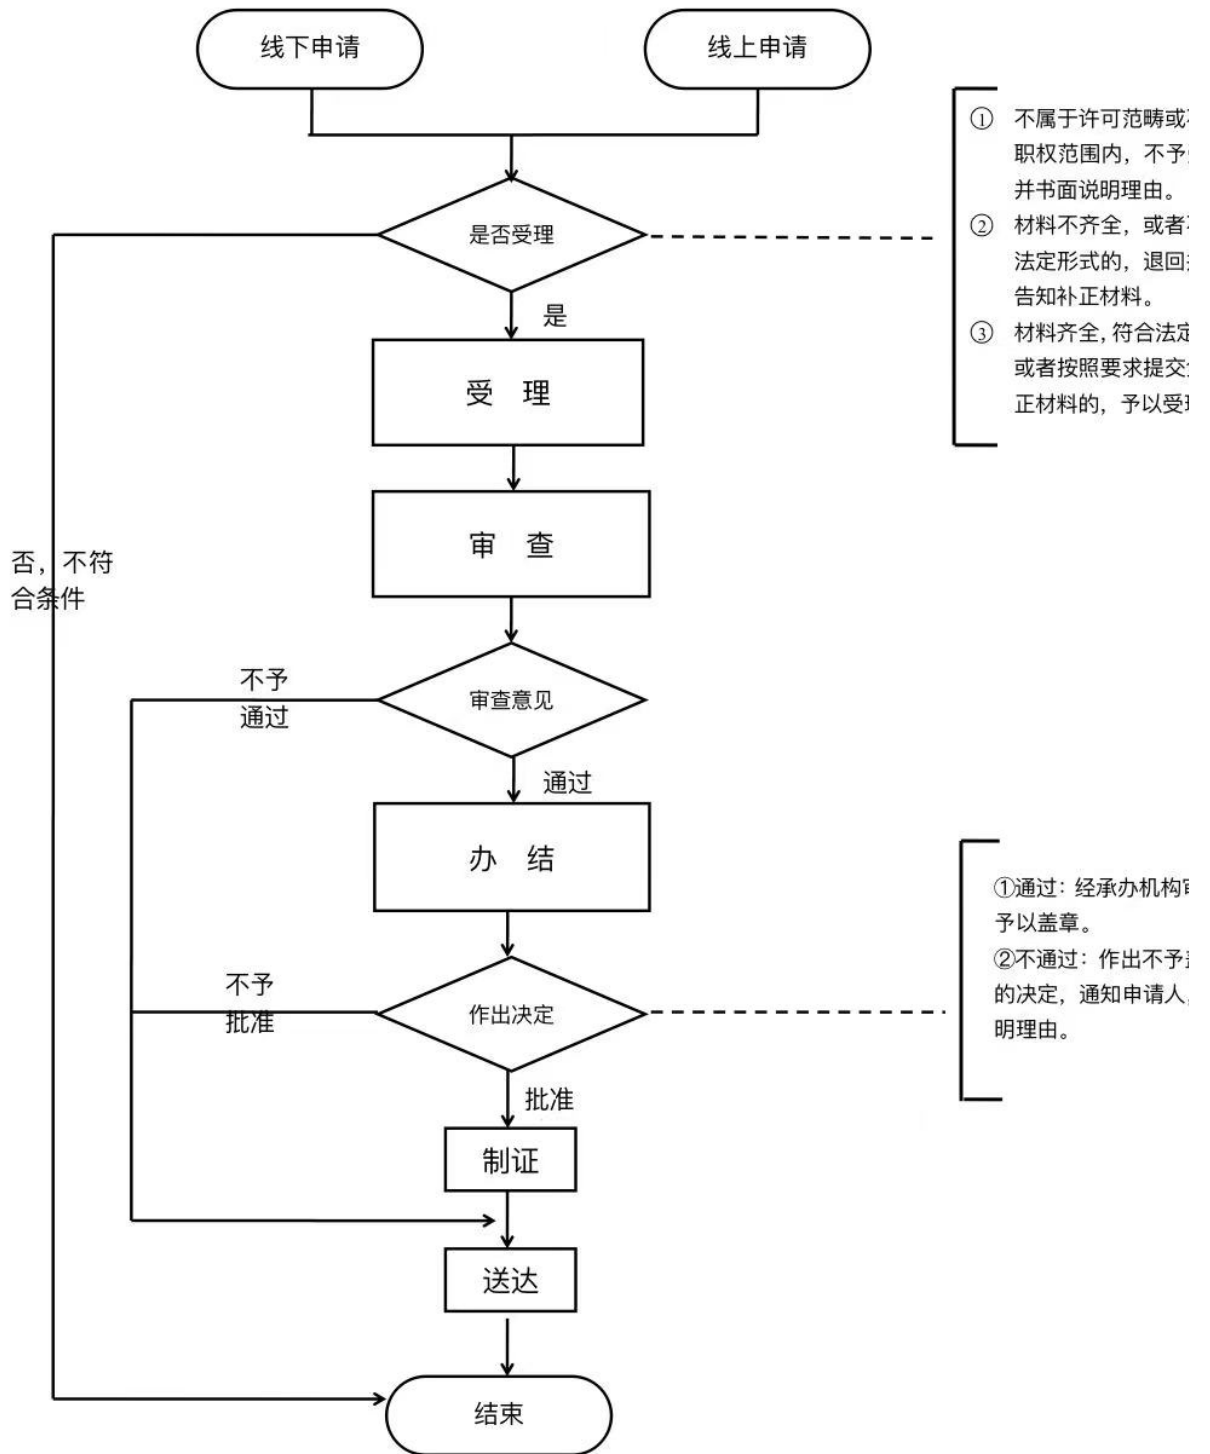 线下申请
线上申请
① 不属于许可范畴或
职权范围内，不予
并书面说明理由。
② 材料不齐全，或者
法定形式的，退回
告知补正材料。
③ 材料齐全，符合法定
或者按照要求提交
正材料的，予以受
是否受理
是
受 理
审 查
否，不符
合条件
不予
通过
审查意见
通过
办 结
①通过：经承办机构
予以盖章。
②不通过：作出不予
的决定，通知申请人，
明理由。
不予
批准
作出决定
批准
制证
送达
结束